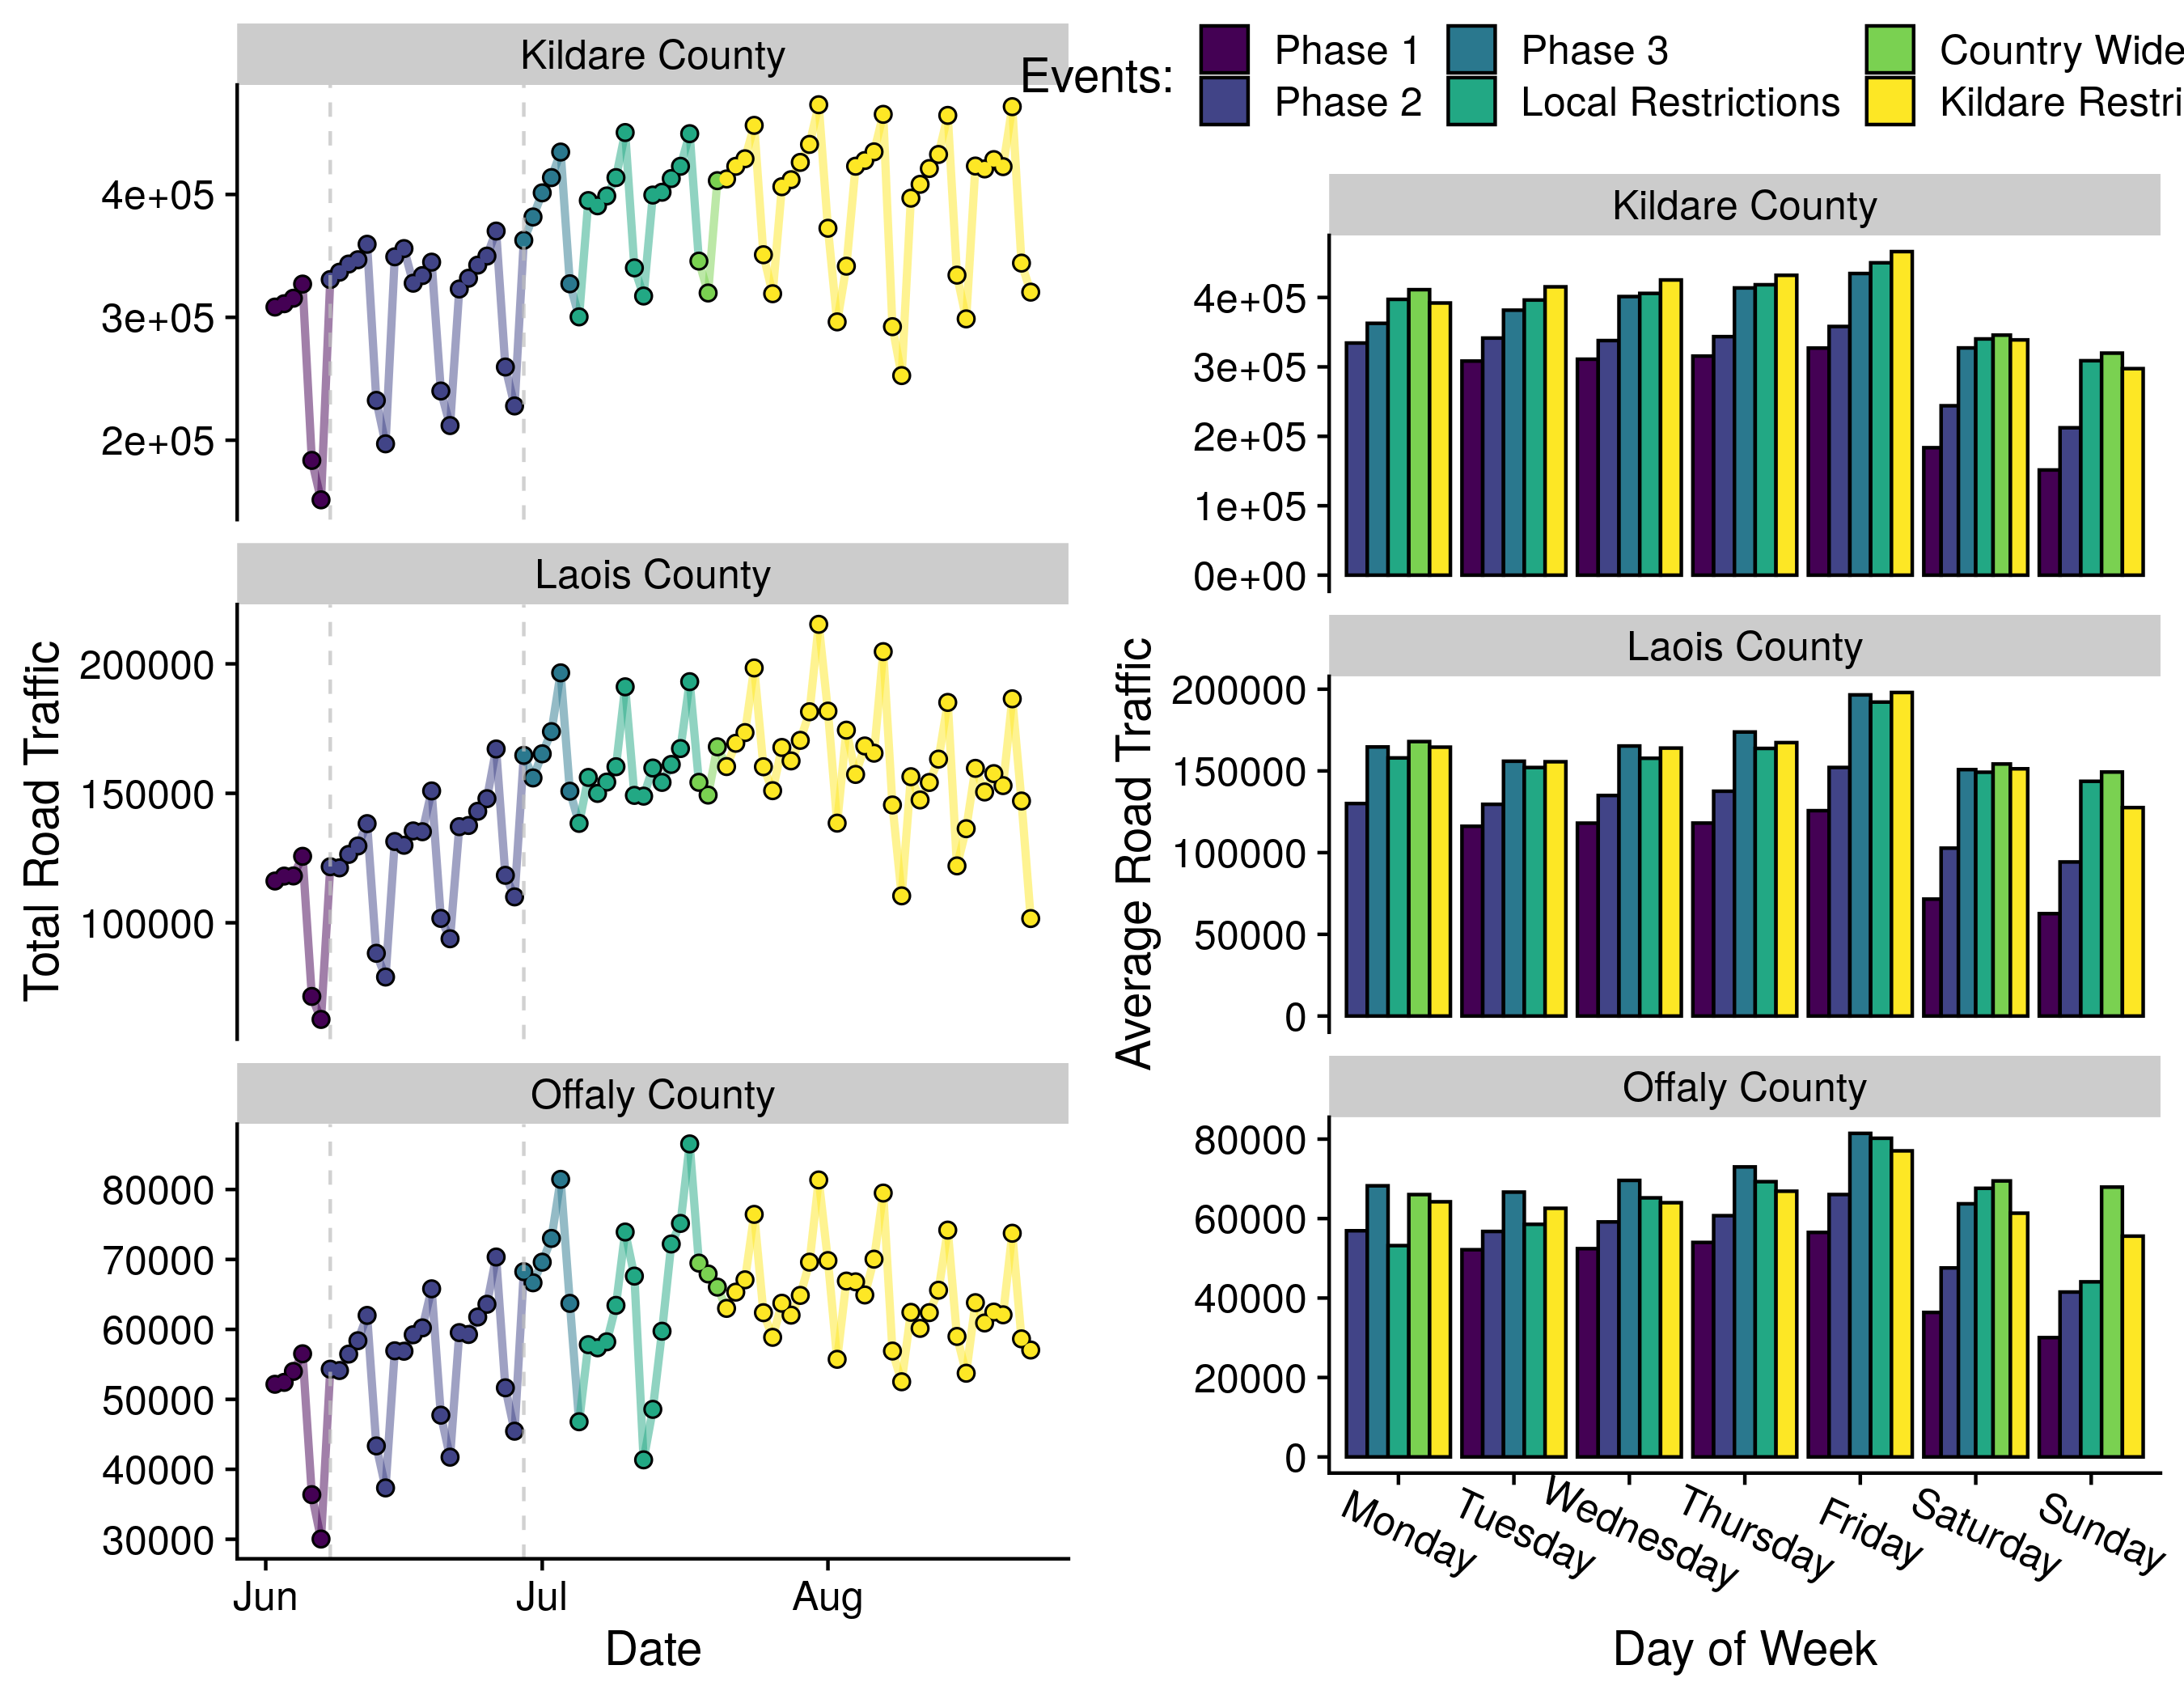 Kildare County
4e+05
3e+05
2e+05
Laois County
200000
150000
100000
Offaly County
80000
70000
60000
50000
40000
30000
Jun Jul Aug
Date
Total Road Traffic
Events:
Phase 1 Phase 3 Country Wide
Phase 2 Local Restrictions Kildare Restri
Kildare County
4e+05
3e+05
2e+05
1e+05
0e+00
Laois County
200000
150000
100000
50000
0
Offaly County
80000
60000
40000
20000
0
Monday Tuesday Wednesday Thursday Friday Saturday Sunday
Day of Week
Average Road Traffic